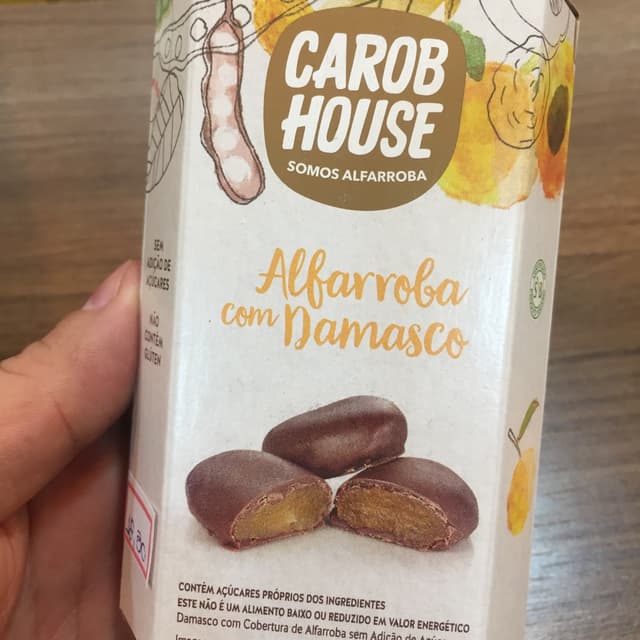 CAROB
HOUSE
SOMOS ALFARROBA
SEM
ADIÇÃO DE
AÇÚCARES
NÃO
CONTÉM
GLÚTEN
Alfarroba
com Damasco
CONTÉM AÇÚCARES PRÓPRIOS DOS INGREDIENTES
ESTE NÃO É UM ALIMENTO BAIXO OU REDUZIDO EM VALOR ENERGÉTICO
Damasco com Cobertura de Alfarroba sem Adição de